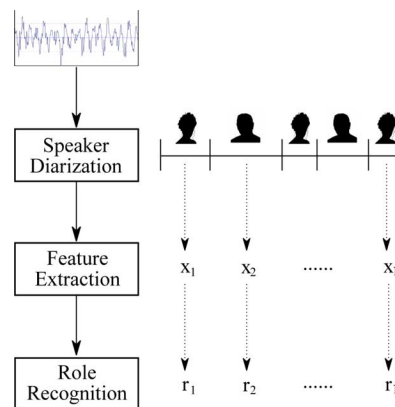 Speaker
Diarization
Feature
Extraction
x₁ x₂ ......
Role
Recognition
r₁ r₂ ......